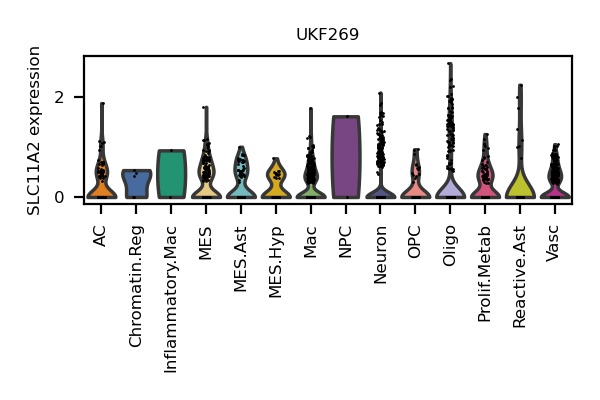 UKF269
SLC11A2 expression
2
0
AC
Chromatin.Reg
Inflammatory.Mac
MES
MES.Ast
MES.Hyp
Mac
NPC
Neuron
OPC
Oligo
Prolif.Metab
Reactive.Ast
Vasc